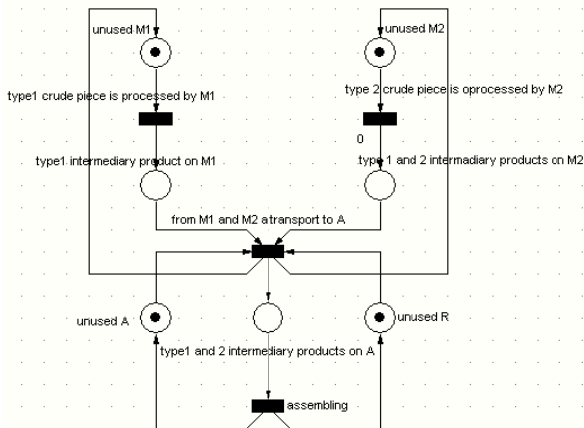 unused M1
unused M2
type1 crude piece is processed by M1
type 2 crude piece is oprocessed by M2
0
type1 intermediary product on M1
type 1 and 2 intermadiary products on M2
from M1 and M2 atransport to A
unused A
unused R
type1 and 2 intermediary products on A
assembling